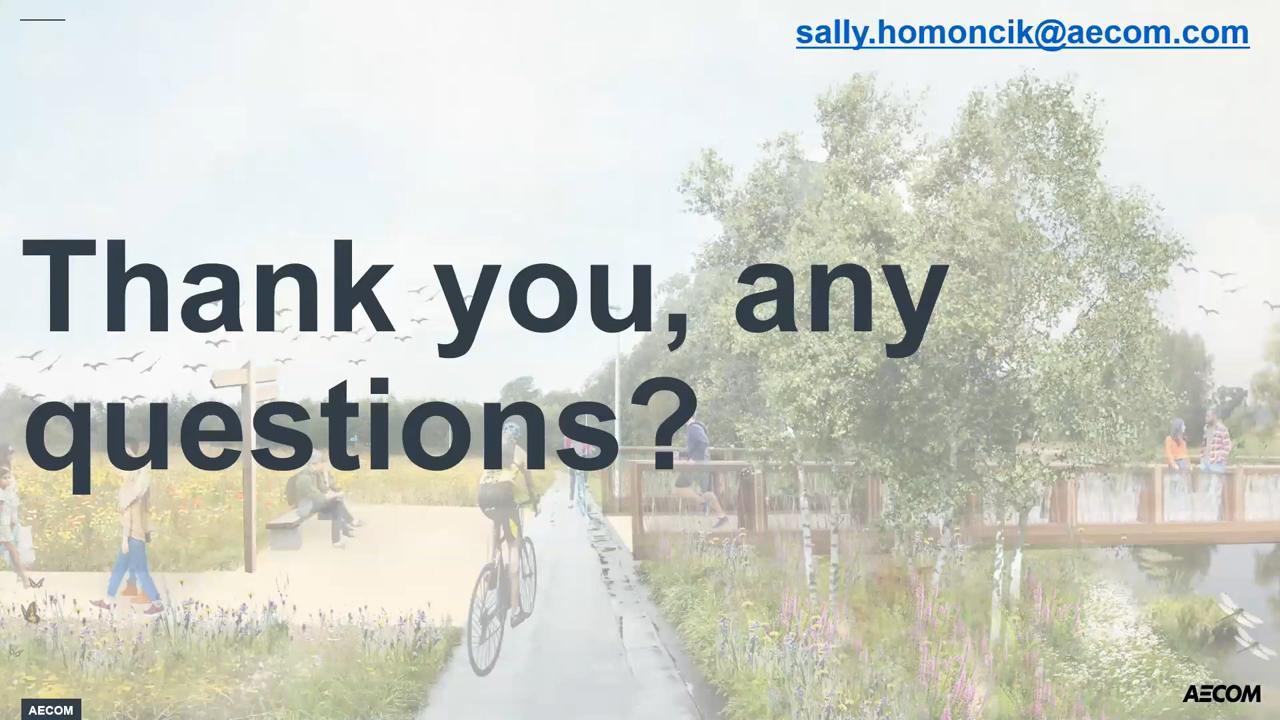 sally.homoncik@aecom.com
Thank you, any
questions?
AECOM
AECOM